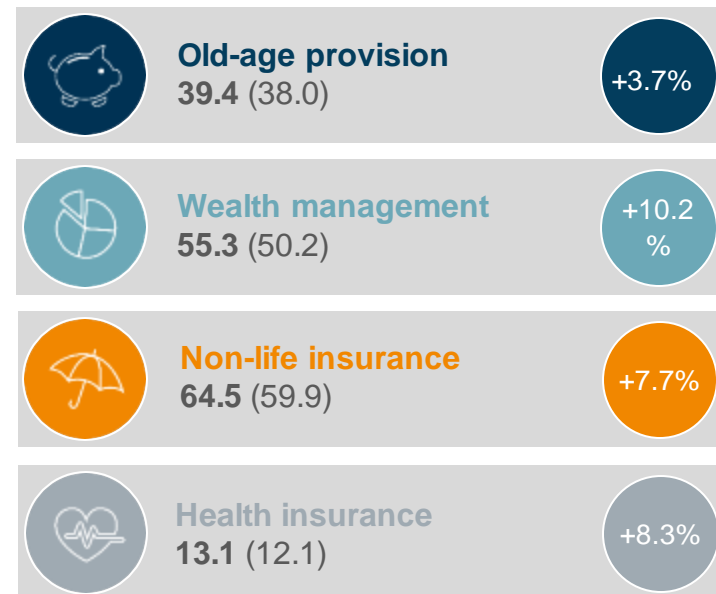 Old-age provision
39.4 (38.0)
+3.7%
Wealth management
55.3 (50.2)
+10.2
%
Non-life insurance
64.5 (59.9)
+7.7%
Health insurance
13.1 (12.1)
+8.3%